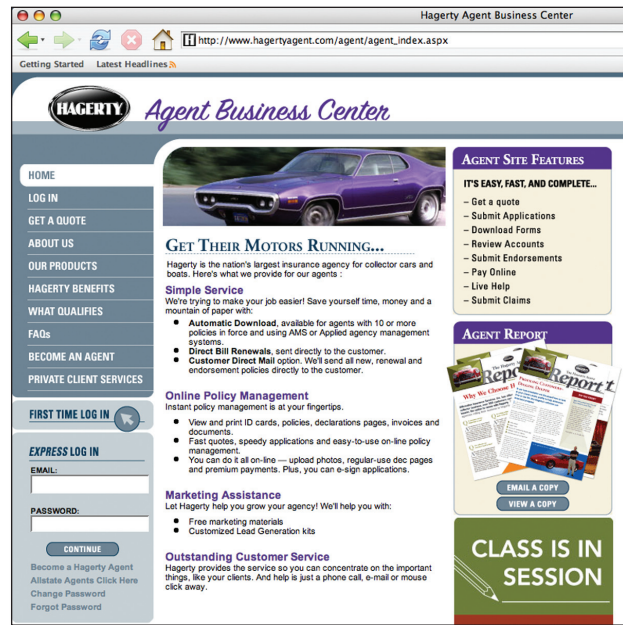 Hagerty Agent Business Center
http://www.hagertyagent.com/agent/agent_index.aspx
Getting Started Latest Headlines
HAGERTY Agent Business Center
HOME
LOG IN
GET A QUOTE
ABOUT US
OUR PRODUCTS
HAGERTY BENEFITS
WHAT QUALIFIES
FAQs
BECOME AN AGENT
PRIVATE CLIENT SERVICES
FIRST TIME LOG IN
EXPRESS LOG IN
EMAIL:
PASSWORD:
CONTINUE
Become a Hagerty Agent
Allstate Agents Click Here
Change Password
Forgot Password
GET THEIR MOTORS RUNNING...
Hagerty is the nation's largest insurance agency for collector cars and
boats. Here's what we provide for our agents :
Simple Service
We're trying to make your job easier! Save yourself time, money and a
mountain of paper with:
● Automatic Download, available for agents with 10 or more
policies in force and using AMS or Applied agency management
systems.
● Direct Bill Renewals, sent directly to the customer.
● Customer Direct Mail option. We'll send all new, renewal and
endorsement policies directly to the customer.
Online Policy Management
Instant policy management is at your fingertips.
● View and print ID cards, policies, declarations pages, invoices and
documents.
● Fast quotes, speedy applications and easy-to-use on-line policy
management.
● You can do it all on-line — upload photos, regular-use dec pages
and premium payments. Plus, you can e-sign applications.
Marketing Assistance
Let Hagerty help you grow your agency! We'll help you with:
● Free marketing materials
● Customized Lead Generation kits
Outstanding Customer Service
Hagerty provides the service so you can concentrate on the important
things, like your clients. And help is just a phone call, e-mail or mouse
click away.
AGENT SITE FEATURES
IT'S EASY, FAST, AND COMPLETE...
– Get a quote
– Submit Applications
– Download Forms
– Review Accounts
– Submit Endorsements
– Pay Online
– Live Help
– Submit Claims
AGENT REPORT
Report
Why We Choose H
EMAIL A COPY
VIEW A COPY
CLASS IS IN
SESSION